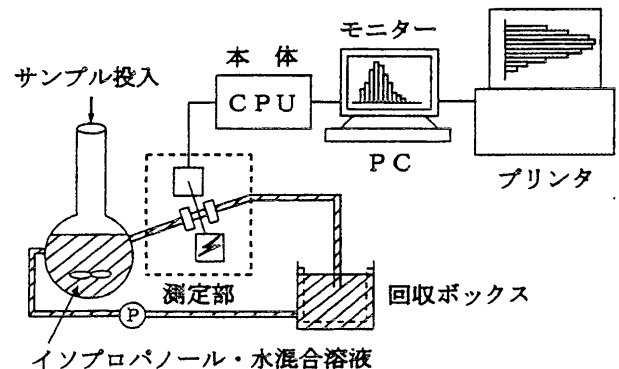 モニター
本体
サンプル投入
CPU
PC
プリンタ
測定部
回収ボックス
P
イソプロパノール・水混合溶液